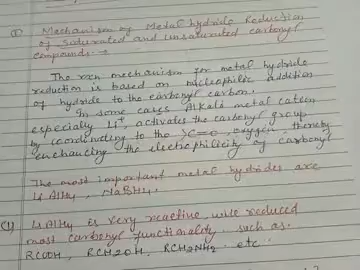 ① Mechanism of Metal hydride Reduction
of Saturated and unsaturated carbonyl
compounds →
The rxn mechanism for metal hydride
reduction is based on nucleophilic addition
of hydride to the carbonyl carbon.
In some cases Alkali metal cation
especially Li⁺, activates the carbonyl group
by coordinating to the >C=O oxygen, thereby
enhancing the electrophilicity of carbonyl
The most important metal hydrides are
LiAlH4, NaBH4.
(1) LiAlH4 is very reactive, will reduced
most carbonyl functionality such as
RCOOH, RCH2OH, RCH2NH2 etc.